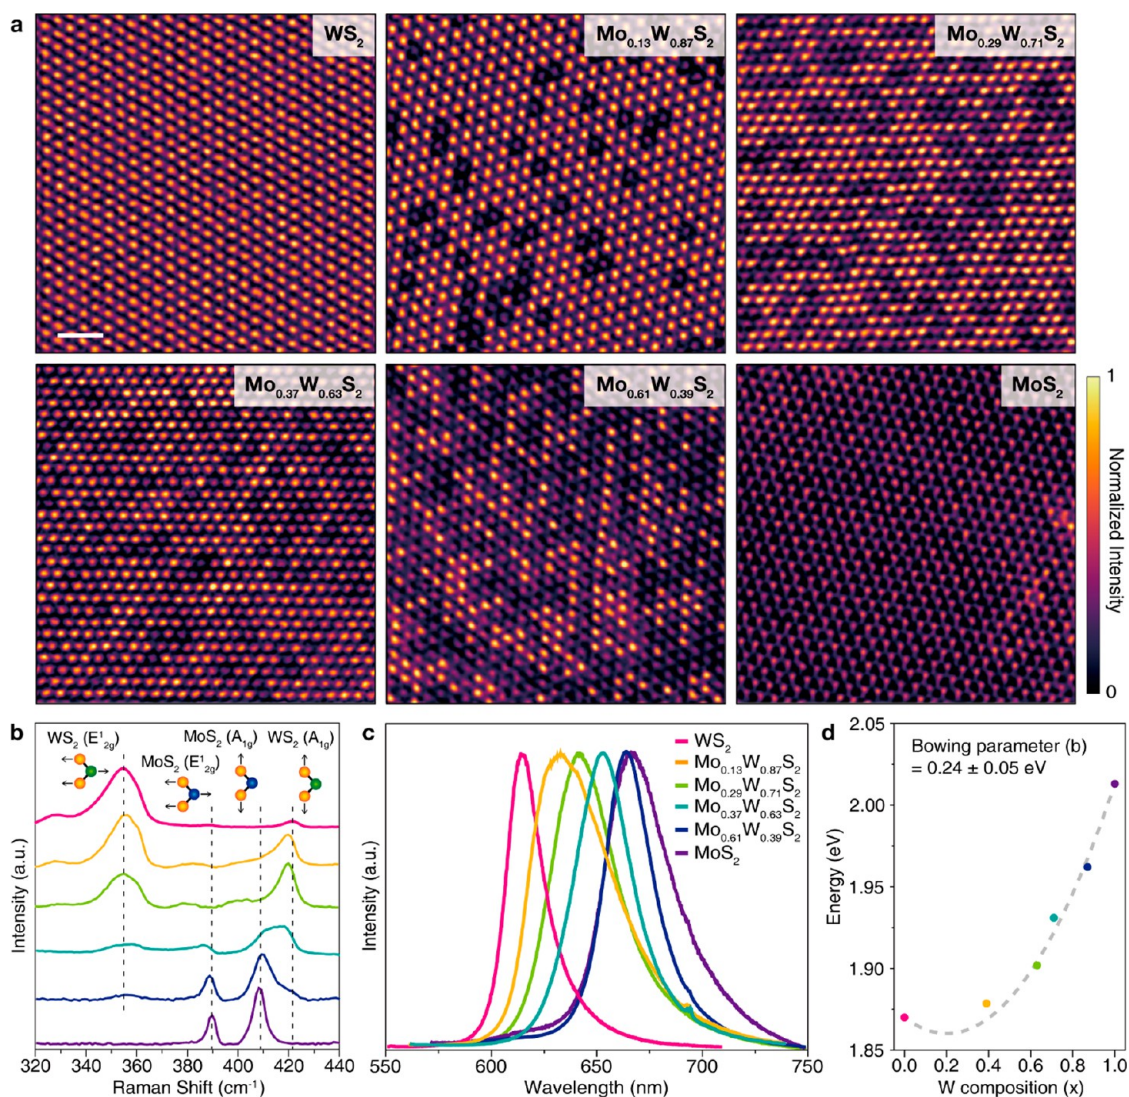 a
WS2
Mo0.13W0.87S2
Mo0.29W0.71S2
Mo0.37W0.63S2
Mo0.61W0.39S2
MoS2
1
Normalized Intensity
0
b
WS2 (E¹2g)
MoS2 (E¹2g)
MoS2 (A1g)
WS2 (A1g)
Intensity (a.u.)
320 340 360 380 400 420 440
Raman Shift (cm-1)
c
WS2
Mo0.13W0.87S2
Mo0.29W0.71S2
Mo0.37W0.63S2
Mo0.61W0.39S2
MoS2
Intensity (a.u.)
550 600 650 700 750
Wavelength (nm)
d
Bowing parameter (b)
= 0.24 ± 0.05 eV
Energy (eV)
2.05
2.00
1.95
1.90
1.85
0.0 0.2 0.4 0.6 0.8 1.0
W composition (x)